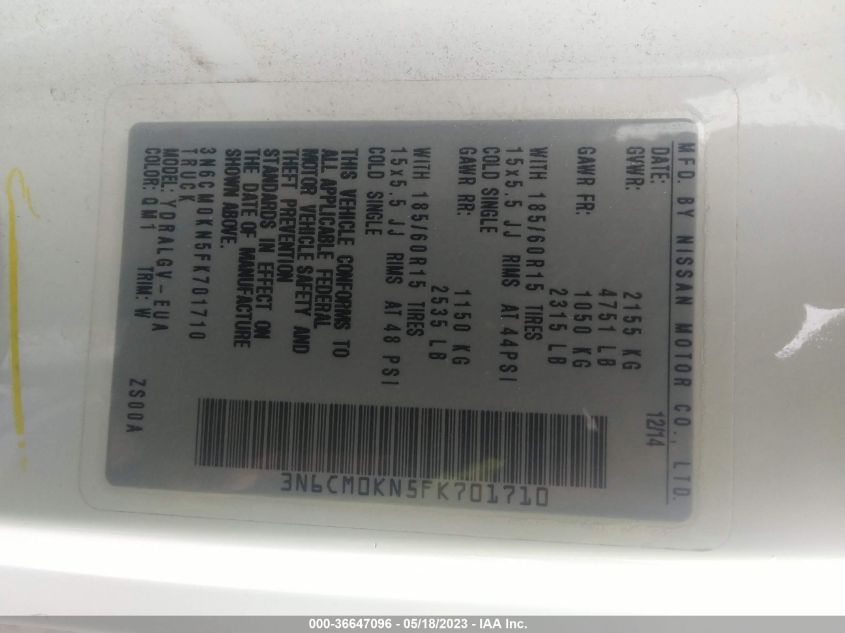 MFD. BY NISSAN MOTOR CO., LTD.
DATE: 12/14
GVWR: 2155 KG
4751 LB
GAWR FR: 1050 KG
2315 LB
WITH 185/60R15 TIRES
15x5.5 JJ RIMS AT 44PSI
COLD SINGLE
GAWR RR: 1150 KG
2535 LB
WITH 185/60R15 TIRES
15x5.5 JJ RIMS AT 48 PSI
COLD SINGLE
THIS VEHICLE CONFORMS TO
ALL APPLICABLE FEDERAL
MOTOR VEHICLE SAFETY AND
THEFT PREVENTION
STANDARDS IN EFFECT ON
THE DATE OF MANUFACTURE
SHOWN ABOVE.
3N6CM0KN5FK701710
TRUCK
MODEL: YDRALGV-EUA
COLOR: QM1 TRIM: W
ZS00A
3N6CM0KN5FK701710
000-36647096 - 05/18/2023 - IAA Inc.